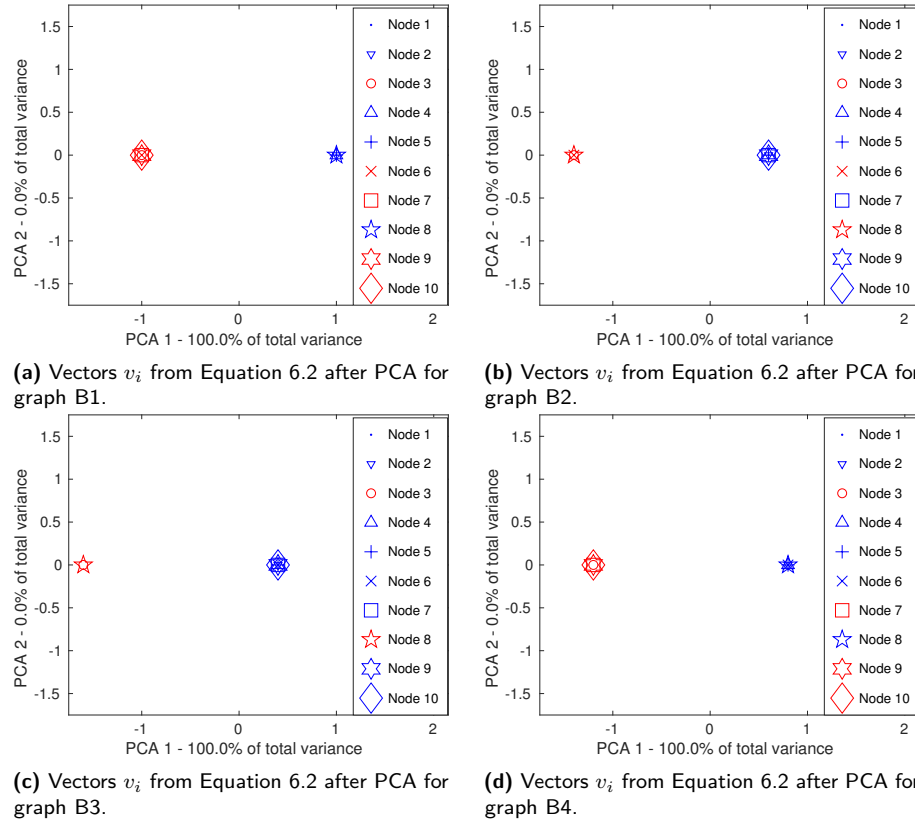 1.5
1
0.5
0
-0.5
-1
-1.5
PCA 2 - 0.0% of total variance
-1
0
1
2
PCA 1 - 100.0% of total variance
Node 1
Node 2
Node 3
Node 4
Node 5
Node 6
Node 7
Node 8
Node 9
Node 10
(a) Vectors v_i from Equation 6.2 after PCA for
graph B1.
1.5
1
0.5
0
-0.5
-1
-1.5
PCA 2 - 0.0% of total variance
-1
0
1
2
PCA 1 - 100.0% of total variance
Node 1
Node 2
Node 3
Node 4
Node 5
Node 6
Node 7
Node 8
Node 9
Node 10
(b) Vectors v_i from Equation 6.2 after PCA for
graph B2.
1.5
1
0.5
0
-0.5
-1
-1.5
PCA 2 - 0.0% of total variance
-1
0
1
2
PCA 1 - 100.0% of total variance
Node 1
Node 2
Node 3
Node 4
Node 5
Node 6
Node 7
Node 8
Node 9
Node 10
(c) Vectors v_i from Equation 6.2 after PCA for
graph B3.
1.5
1
0.5
0
-0.5
-1
-1.5
PCA 2 - 0.0% of total variance
-1
0
1
2
PCA 1 - 100.0% of total variance
Node 1
Node 2
Node 3
Node 4
Node 5
Node 6
Node 7
Node 8
Node 9
Node 10
(d) Vectors v_i from Equation 6.2 after PCA for
graph B4.